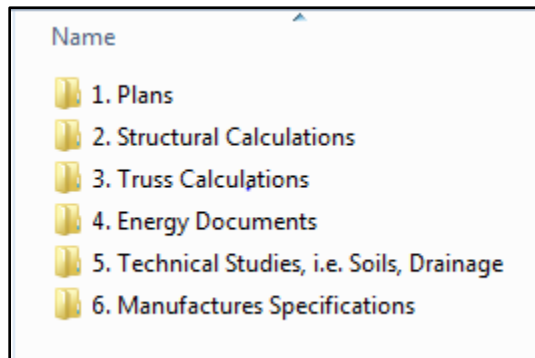 Name
1. Plans
2. Structural Calculations
3. Truss Calculations
4. Energy Documents
5. Technical Studies, i.e. Soils, Drainage
6. Manufactures Specifications